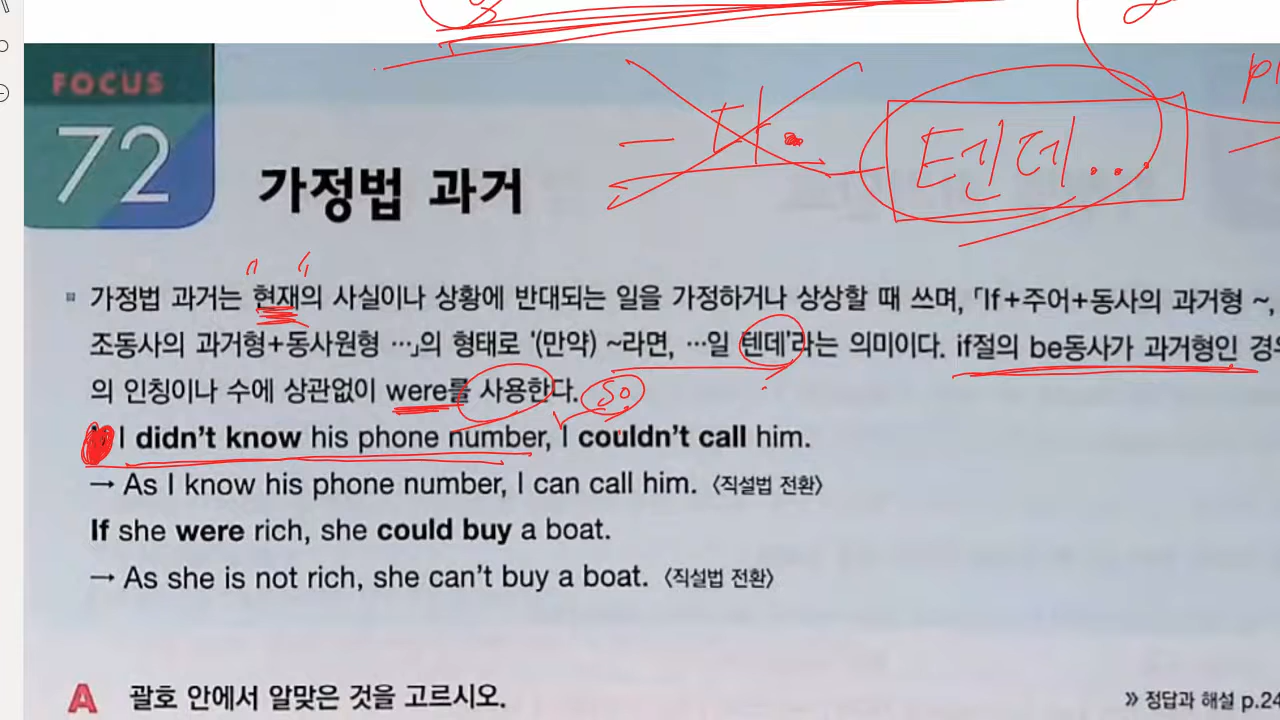 FOCUS
72
가정법 과거
- 다.
텐데...
가정법 과거는 현재의 사실이나 상황에 반대되는 일을 가정하거나 상상할 때 쓰며, 「If+주어+동사의 과거형 ~,
조동사의 과거형+동사원형 …」의 형태로 '(만약) ~라면, …일 텐데'라는 의미이다. if절의 be동사가 과거형인 경우
의 인칭이나 수에 상관없이 were를 사용한다.
so
I didn't know his phone number, I couldn't call him.
→ As I know his phone number, I can call him. 〈직설법 전환〉
If she were rich, she could buy a boat.
→ As she is not rich, she can't buy a boat. 〈직설법 전환〉
A 괄호 안에서 알맞은 것을 고르시오.
» 정답과 해설 p.24